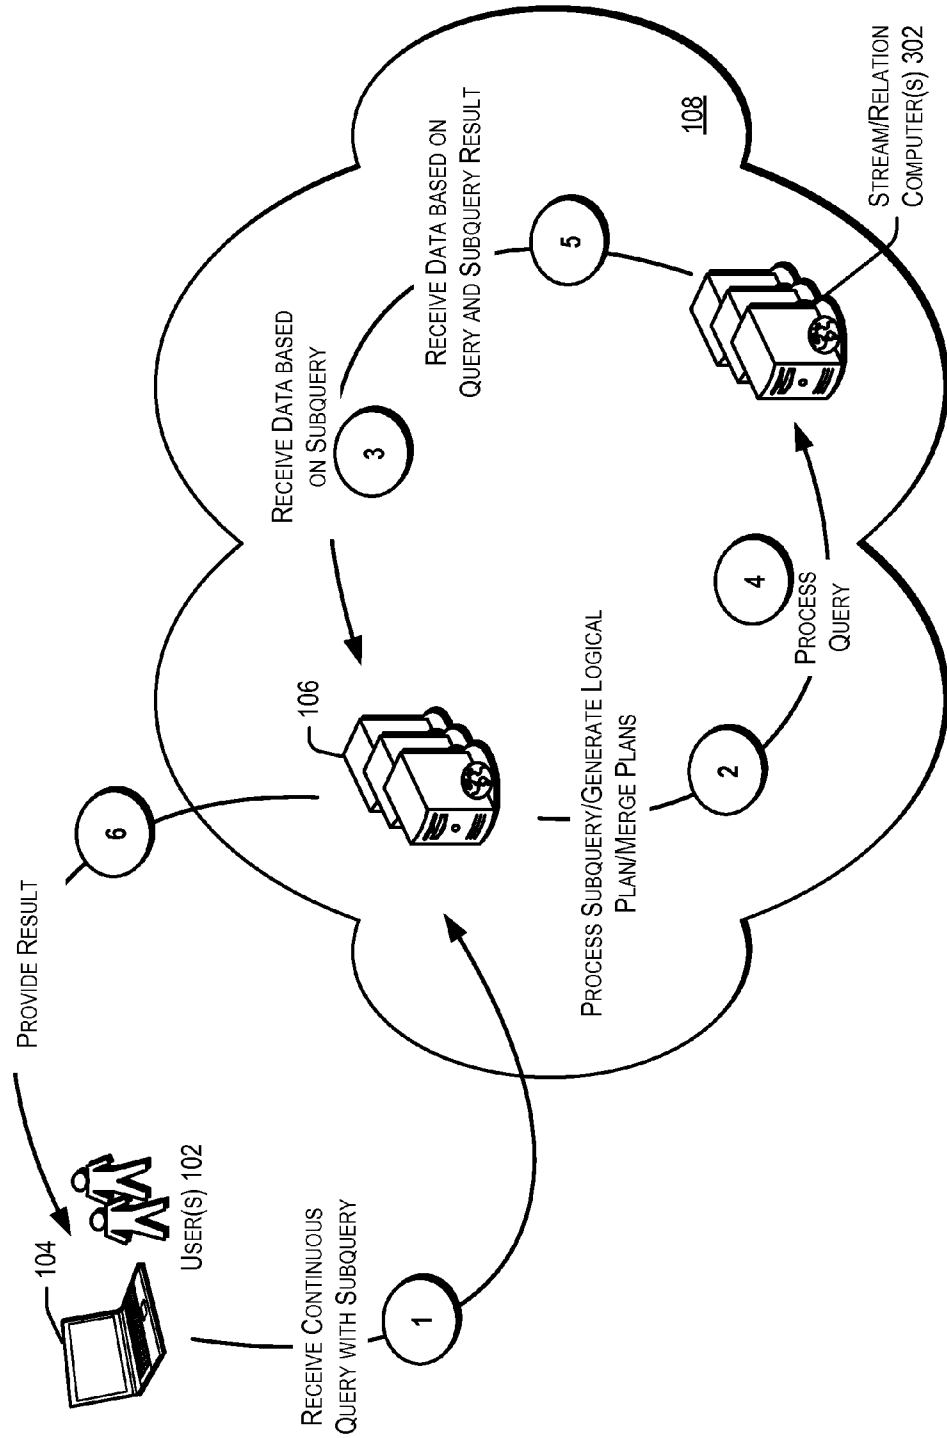 PROVIDE RESULT
6
104
USER(S) 102
RECEIVE CONTINUOUS
QUERY WITH SUBQUERY
1
106
RECEIVE DATA BASED
ON SUBQUERY
3
RECEIVE DATA BASED ON
QUERY AND SUBQUERY RESULT
5
108
PROCESS SUBQUERY/GENERATE LOGICAL
PLAN/MERGE PLANS
2
4
PROCESS
QUERY
STREAM/RELATION
COMPUTER(S) 302